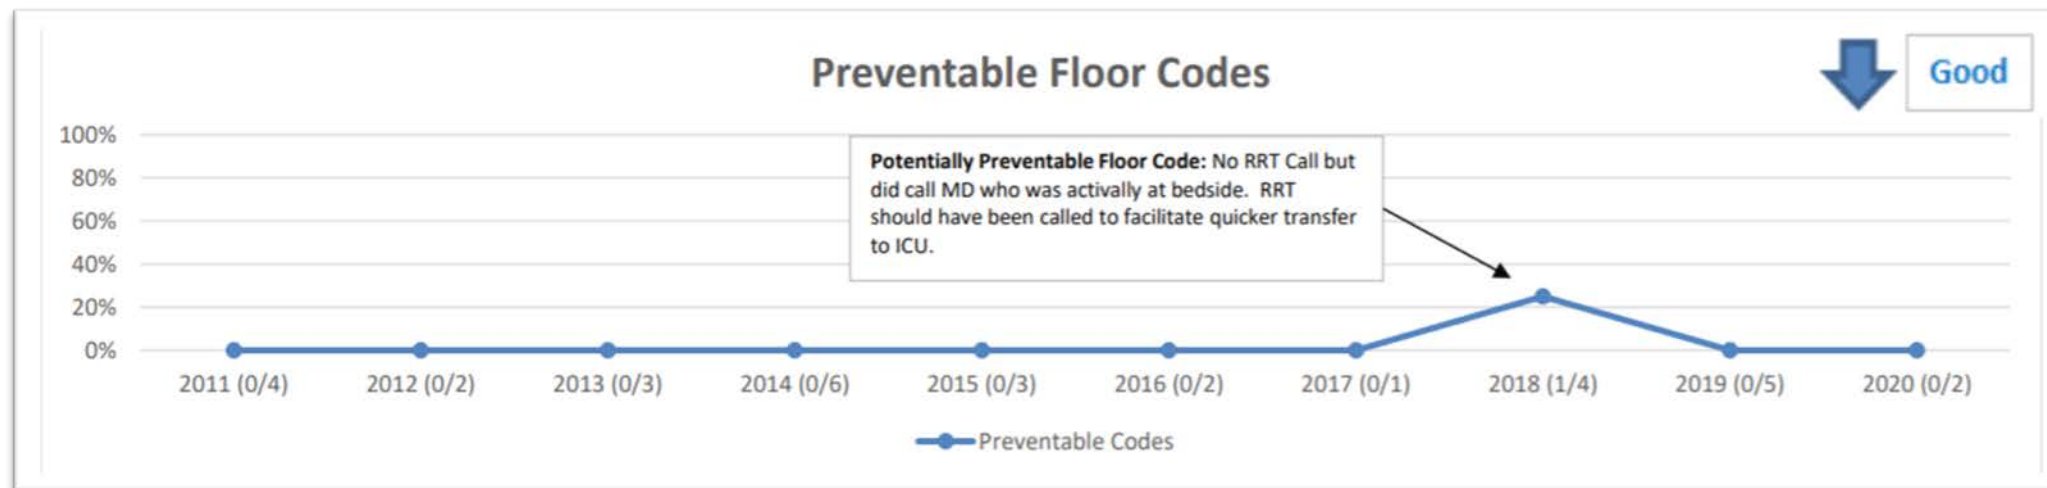 Preventable Floor Codes
Good
100%
80%
60%
40%
20%
0%
Potentially Preventable Floor Code: No RRT Call but
did call MD who was activally at bedside.  RRT
should have been called to facilitate quicker transfer
to ICU.
2011 (0/4) 2012 (0/2) 2013 (0/3) 2014 (0/6) 2015 (0/3) 2016 (0/2) 2017 (0/1) 2018 (1/4) 2019 (0/5) 2020 (0/2)
Preventable Codes